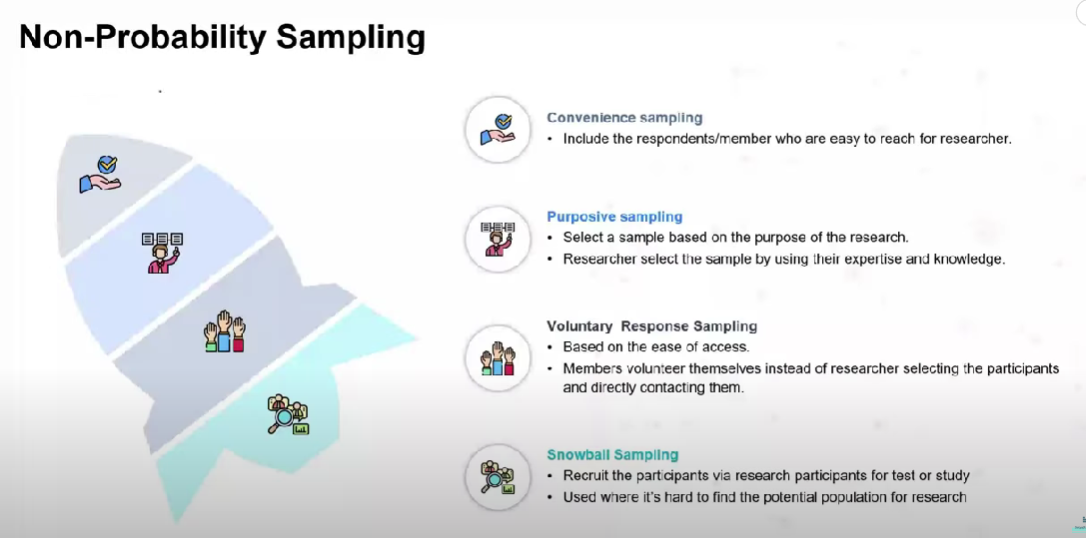 Non-Probability Sampling
Convenience sampling
• Include the respondents/member who are easy to reach for researcher.
Purposive sampling
• Select a sample based on the purpose of the research.
• Researcher select the sample by using their expertise and knowledge.
Voluntary Response Sampling
• Based on the ease of access.
• Members volunteer themselves instead of researcher selecting the participants
and directly contacting them.
Snowball Sampling
• Recruit the participants via research participants for test or study
• Used where it's hard to find the potential population for research